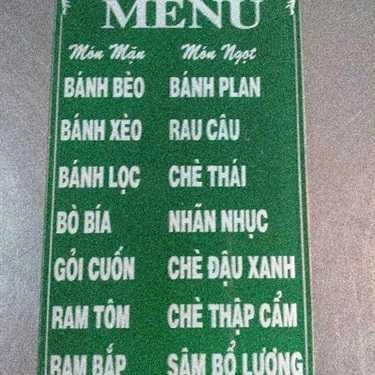 MENU
Món Mặn Món Ngọt
BÁNH BÈO BÁNH PLAN
BÁNH XÈO RAU CÂU
BÁNH LỌC CHÈ THÁI
BÒ BÍA NHÃN NHỤC
GỎI CUỐN CHÈ ĐẬU XANH
RAM TÔM CHÈ THẬP CẨM
RAM BẮP SÂM BỔ LƯỢNG